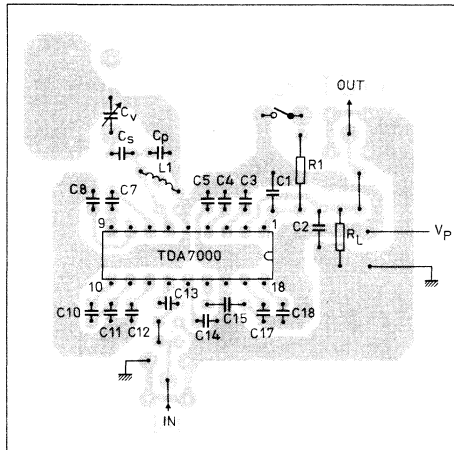 OUT
Cv
Cs
Cp
L1
R1
C8 C7 C5 C4 C3 C1
C2 RL VP
9 1
TDA7000
10 18
C13
C10 C11 C12 C14 C15 C17 C18
IN